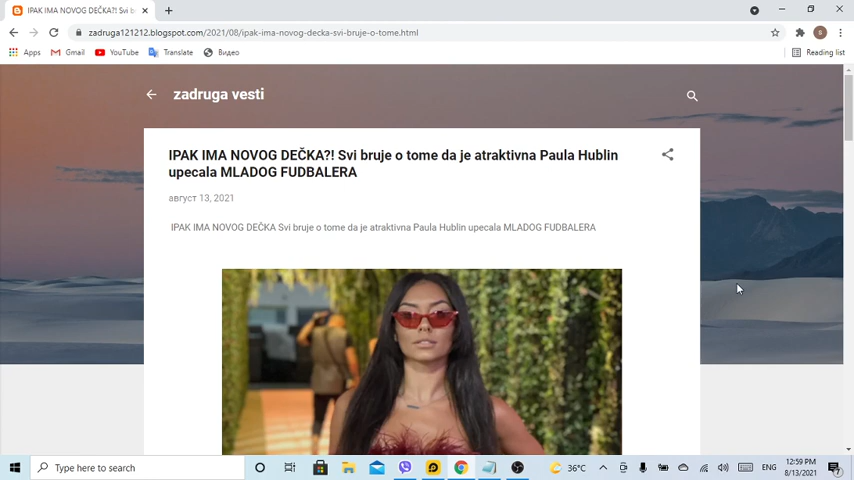 IPAK IMA NOVOG DEČKA?! Svi b
zadruga121212.blogspot.com/2021/08/ipak-ima-novog-decka-svi-bruje-o-tome.html
Apps Gmail YouTube Translate Видео Reading list
zadruga vesti
IPAK IMA NOVOG DEČKA?! Svi bruje o tome da je atraktivna Paula Hublin
upecala MLADOG FUDBALERA
август 13, 2021
IPAK IMA NOVOG DEČKA Svi bruje o tome da je atraktivna Paula Hublin upecala MLADOG FUDBALERA
Type here to search
36°C
ENG
12:59 PM
8/13/2021